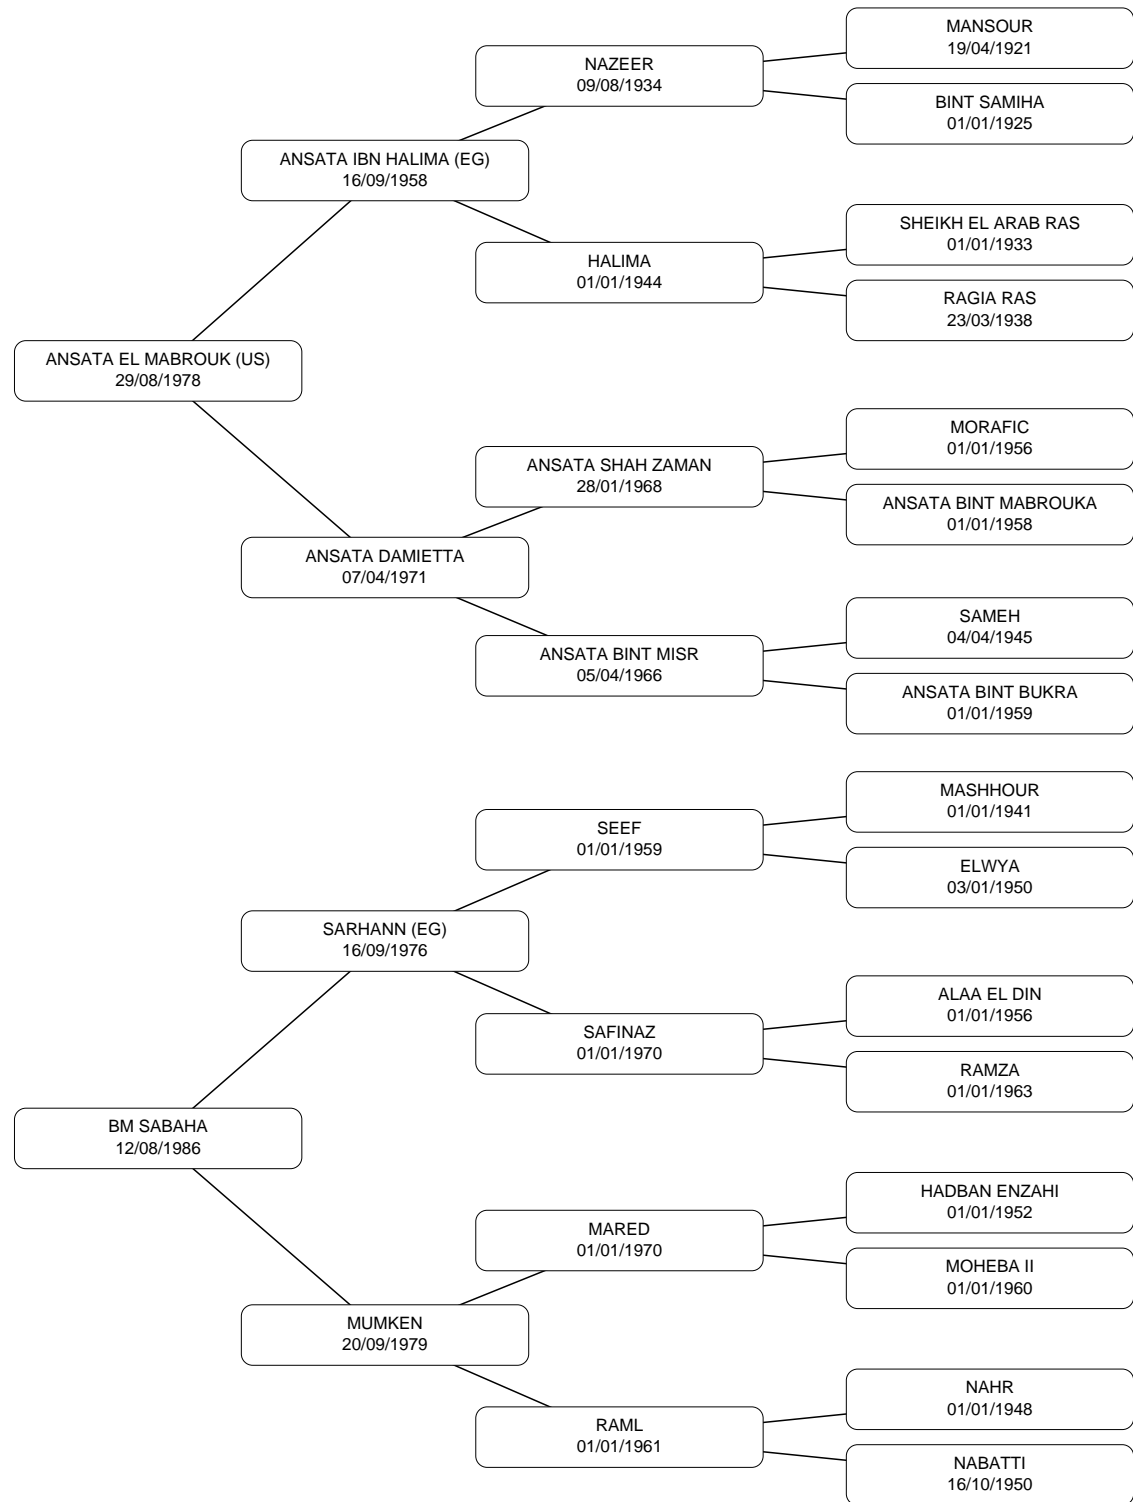 MANSOUR
19/04/1921
NAZEER
09/08/1934
BINT SAMIHA
01/01/1925
ANSATA IBN HALIMA (EG)
16/09/1958
SHEIKH EL ARAB RAS
01/01/1933
HALIMA
01/01/1944
RAGIA RAS
23/03/1938
ANSATA EL MABROUK (US)
29/08/1978
MORAFIC
01/01/1956
ANSATA SHAH ZAMAN
28/01/1968
ANSATA BINT MABROUKA
01/01/1958
ANSATA DAMIETTA
07/04/1971
SAMEH
04/04/1945
ANSATA BINT MISR
05/04/1966
ANSATA BINT BUKRA
01/01/1959
MASHHOUR
01/01/1941
SEEF
01/01/1959
ELWYA
03/01/1950
SARHANN (EG)
16/09/1976
ALAA EL DIN
01/01/1956
SAFINAZ
01/01/1970
RAMZA
01/01/1963
BM SABAHA
12/08/1986
HADBAN ENZAHI
01/01/1952
MARED
01/01/1970
MOHEBA II
01/01/1960
MUMKEN
20/09/1979
NAHR
01/01/1948
RAML
01/01/1961
NABATTI
16/10/1950